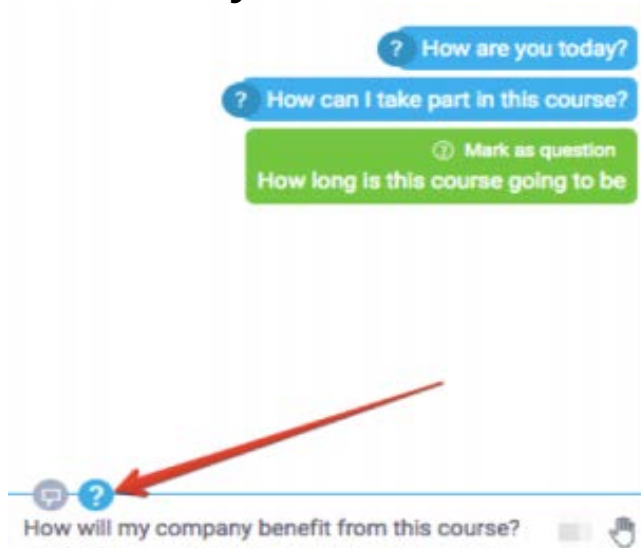 ? How are you today?
? How can I take part in this course?
? Mark as question
How long is this course going to be
?
How will my company benefit from this course?